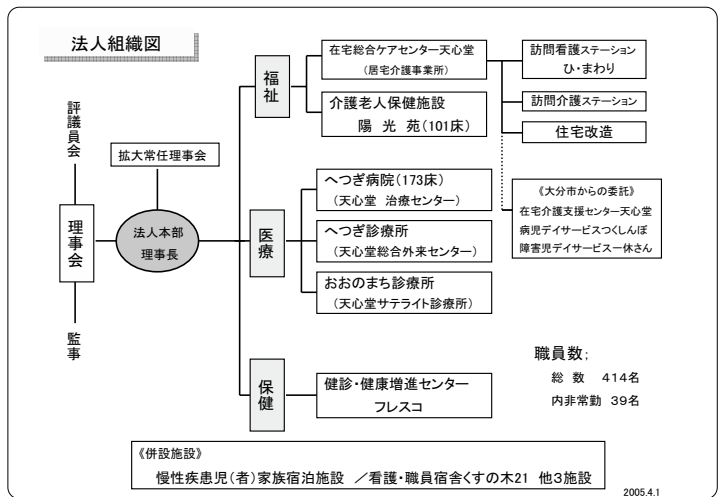 法人組織図
評議員会
理事会
監事
拡大常任理事会
法人本部
理事長
福祉
在宅総合ケアセンター天心堂
(居宅介護事業所)
介護老人保健施設
陽 光 苑(101床)
訪問看護ステーション
ひ・まわり
訪問介護ステーション
住宅改造
《大分市からの委託》
在宅介護支援センター天心堂
病児デイサービスつくしんぼ
障害児デイサービス一休さん
医療
へつぎ病院(173床)
(天心堂 治療センター)
へつぎ診療所
(天心堂総合外来センター)
おおのまち診療所
(天心堂サテライト診療所)
保健
健診・健康増進センター
フレスコ
職員数;
総 数 414名
内非常勤 39名
《併設施設》
慢性疾患児(者)家族宿泊施設 /看護・職員宿舎くすの木21 他3施設
2005.4.1